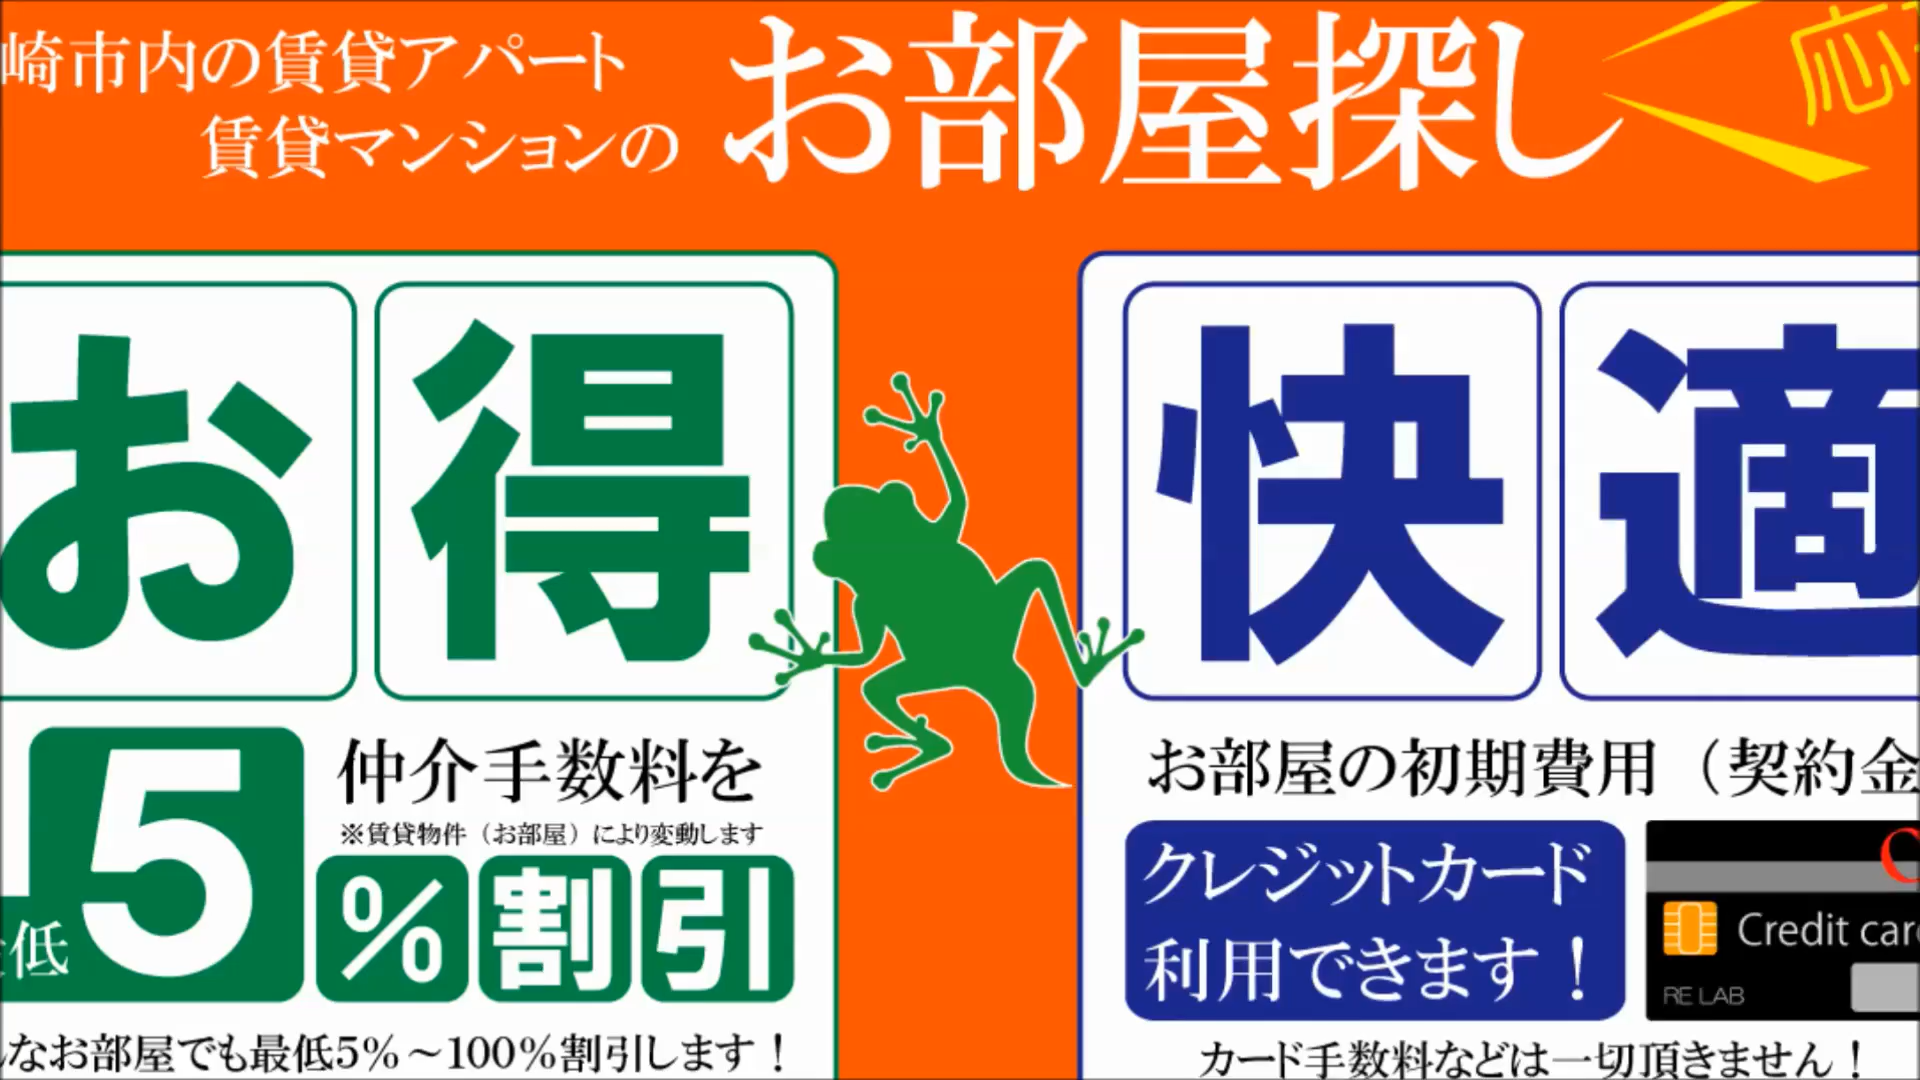 崎市内の賃貸アパート
賃貸マンションの
お部屋探し
応
お得
5
低
仲介手数料を
※賃貸物件（お部屋）により変動します
%割引
なお部屋でも最低5%～100%割引します！
快適
お部屋の初期費用（契約金
クレジットカード
利用できます！
Credit car
RE LAB
カード手数料などは一切頂きません！